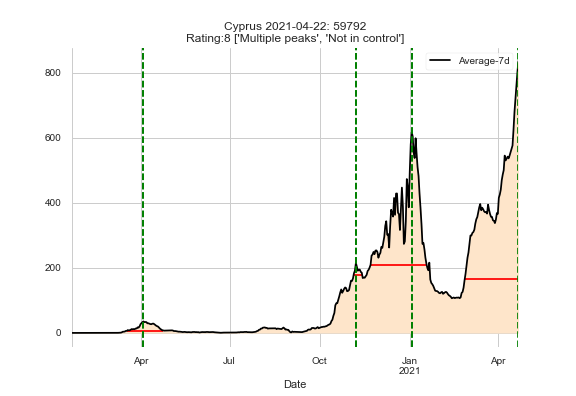 Cyprus 2021-04-22: 59792
Rating:8 ['Multiple peaks', 'Not in control']
Average-7d
800
600
400
200
0
Apr
Jul
Oct
Jan
2021
Apr
Date